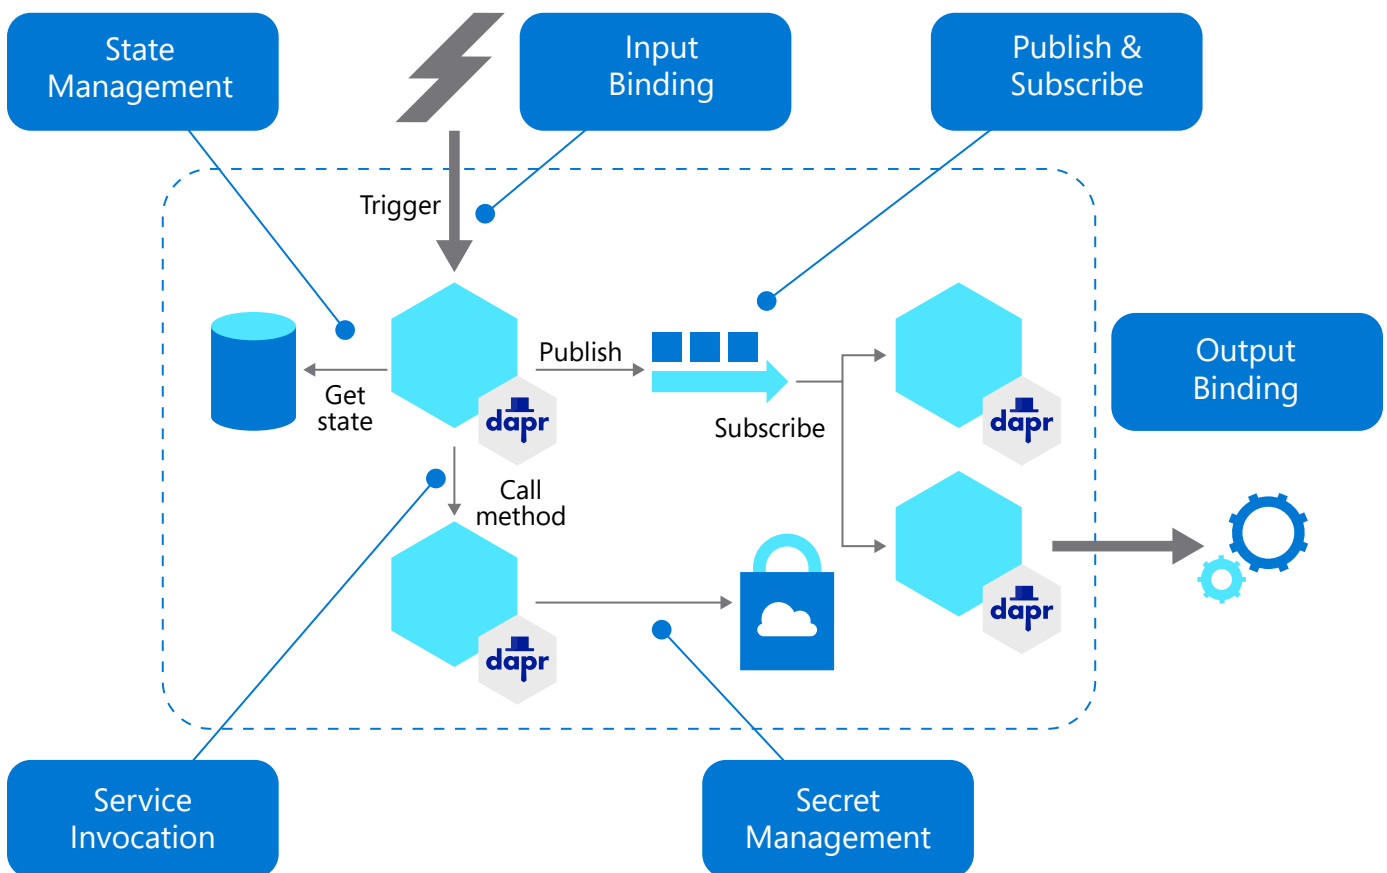 State
Management
Input
Binding
Publish &
Subscribe
Trigger
Output
Binding
Publish
Get
state
dapr
Subscribe
dapr
Call
method
dapr
dapr
Service
Invocation
Secret
Management